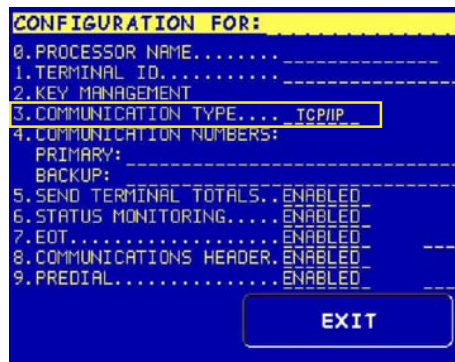 CONFIGURATION FOR:
0.PROCESSOR NAME........
1.TERMINAL ID...........
2.KEY MANAGEMENT
3.COMMUNICATION TYPE.... TCP/IP
4.COMMUNICATION NUMBERS:
PRIMARY:
BACKUP:
5.SEND TERMINAL TOTALS..ENABLED
6.STATUS MONITORING.....ENABLED
7.EOT...................ENABLED
8.COMMUNICATIONS HEADER.ENABLED
9.PREDIAL...............ENABLED
EXIT